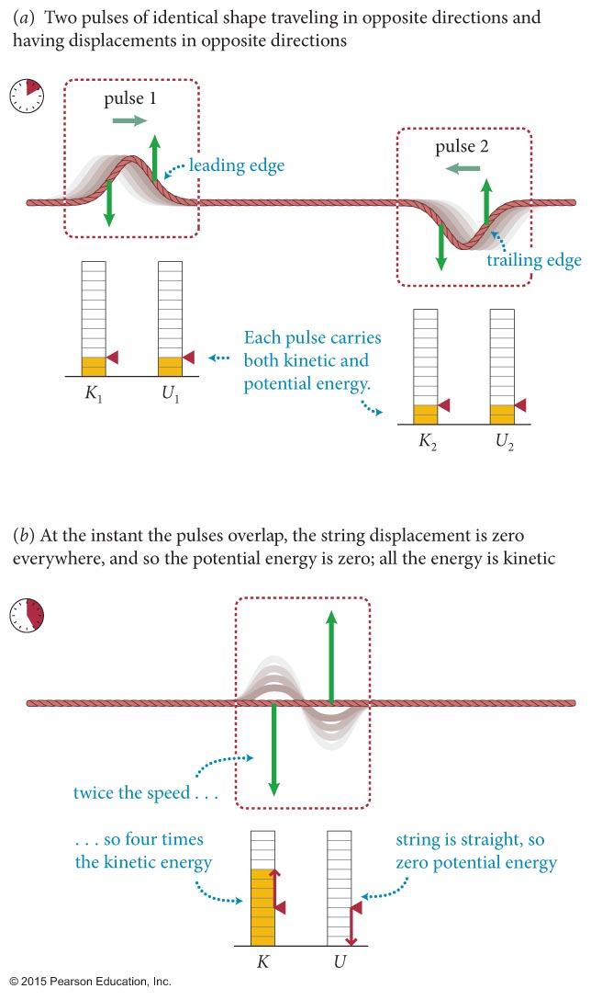 (a) Two pulses of identical shape traveling in opposite directions and
having displacements in opposite directions
pulse 1
leading edge
pulse 2
trailing edge
Each pulse carries
both kinetic and
potential energy.
K₁
U₁
K₂
U₂
(b) At the instant the pulses overlap, the string displacement is zero
everywhere, and so the potential energy is zero; all the energy is kinetic
twice the speed . . .
. . . so four times
the kinetic energy
string is straight, so
zero potential energy
K
U
© 2015 Pearson Education, Inc.